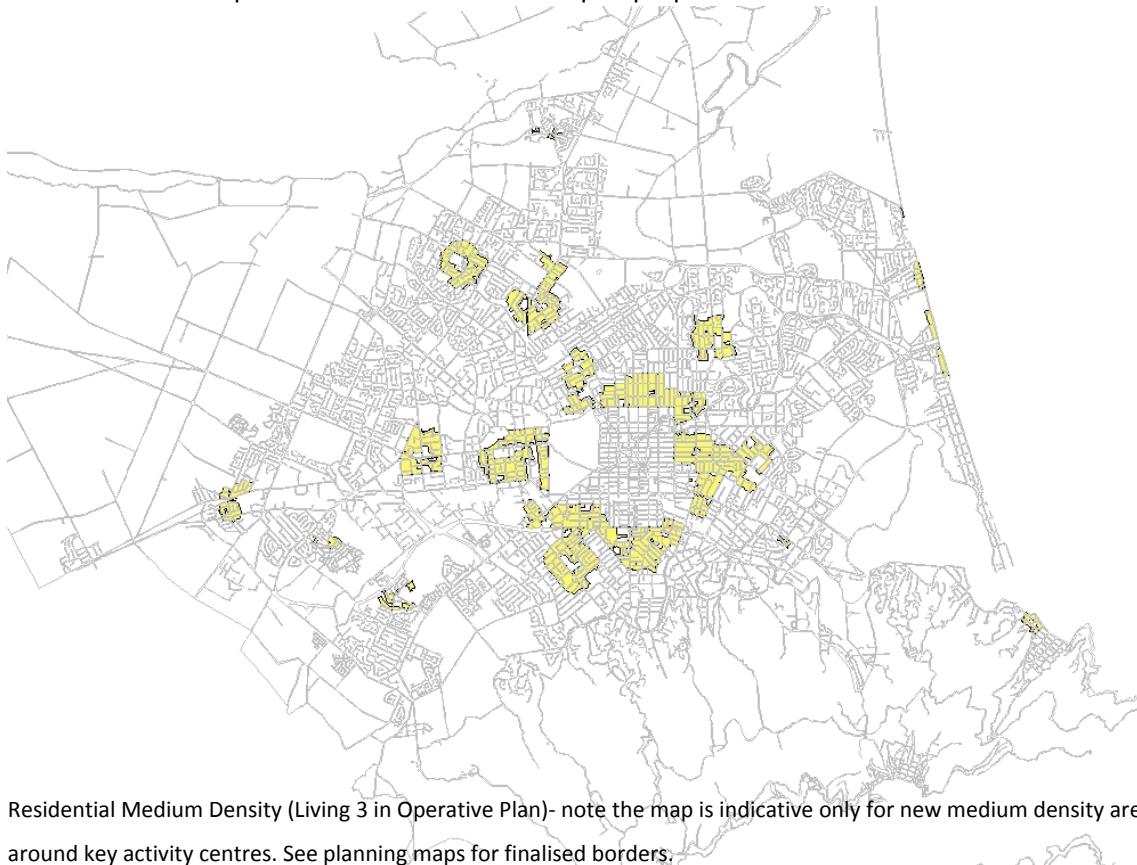 Residential Medium Density (Living 3 in Operative Plan)- note the map is indicative only for new medium density are
around key activity centres. See planning maps for finalised borders.